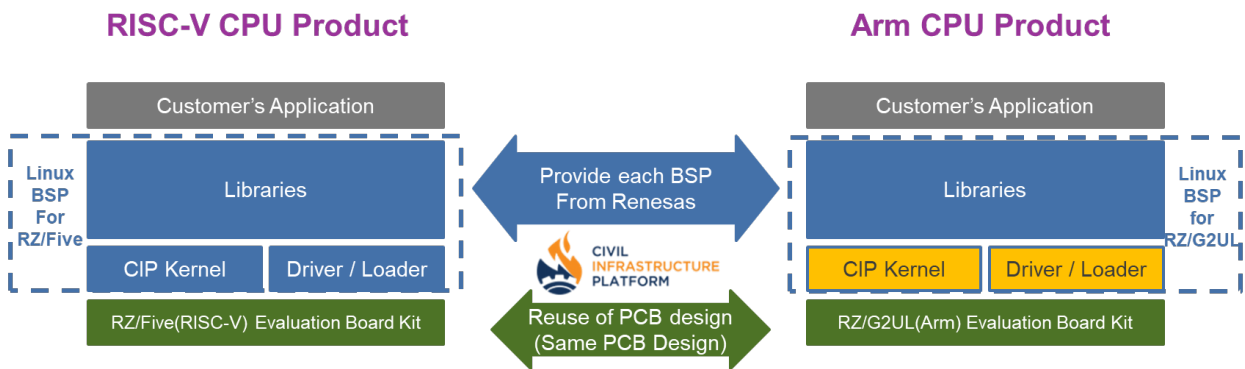 RISC-V CPU Product
Arm CPU Product
Customer's Application
Customer's Application
Linux
BSP
For
RZ/Five
Libraries
Provide each BSP
From Renesas
Libraries
Linux
BSP
for
RZ/G2UL
CIP Kernel
Driver / Loader
CIVIL
INFRASTRUCTURE
PLATFORM
CIP Kernel
Driver / Loader
RZ/Five(RISC-V) Evaluation Board Kit
Reuse of PCB design
(Same PCB Design)
RZ/G2UL(Arm) Evaluation Board Kit